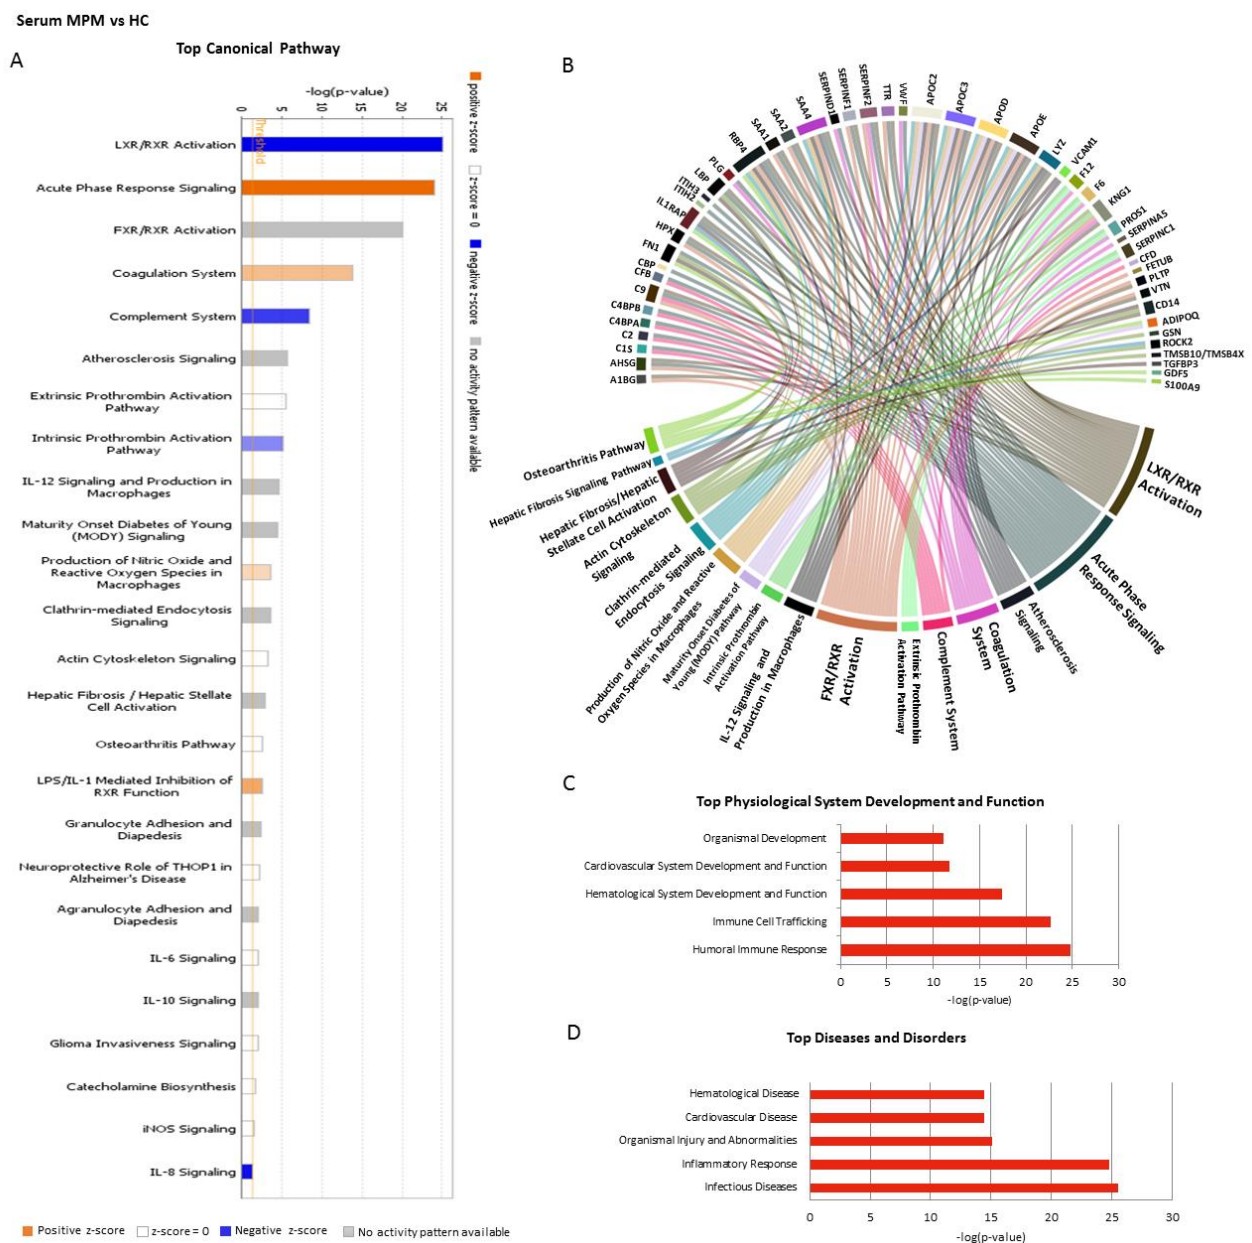 Serum MPM vs HC
A
Top Canonical Pathway
-log(p-value)
0 5 10 15 20 25
Threshold
LXR/RXR Activation
Acute Phase Response Signaling
FXR/RXR Activation
Coagulation System
Complement System
Atherosclerosis Signaling
Extrinsic Prothrombin Activation
Pathway
Intrinsic Prothrombin Activation
Pathway
IL-12 Signaling and Production in
Macrophages
Maturity Onset Diabetes of Young
(MODY) Signaling
Production of Nitric Oxide and
Reactive Oxygen Species in
Macrophages
Clathrin-mediated Endocytosis
Signaling
Actin Cytoskeleton Signaling
Hepatic Fibrosis / Hepatic Stellate
Cell Activation
Osteoarthritis Pathway
LPS/IL-1 Mediated Inhibition of
RXR Function
Granulocyte Adhesion and
Diapedesis
Neuroprotective Role of THOP1 in
Alzheimer's Disease
Agranulocyte Adhesion and
Diapedesis
IL-6 Signaling
IL-10 Signaling
Glioma Invasiveness Signaling
Catecholamine Biosynthesis
iNOS Signaling
IL-8 Signaling
positive z-score
z-score = 0
negative z-score
no activity pattern available
Positive z-score
z-score = 0
Negative z-score
No activity pattern available
B
A1BG
AHSG
C1S
C2
C4BPA
C4BPB
C9
CFB
CBP
FN1
HPX
IL1RAP
ITIH2
ITIH3
LBP
PLG
RBP4
SAA1
SAA2
SAA4
SERPIND1
SERPINF1
SERPINF2
TTR
VWF
APOC2
APOC3
APOD
APOE
LYZ
VCAM1
F12
F6
KNG1
PROS1
SERPINA5
SERPINC1
CFD
FETUB
PLTP
VTN
CD14
ADIPOQ
GSN
ROCK2
TMSB10/TMSB4X
TGFBP3
GDF5
S100A9
Osteoarthritis Pathway
Hepatic Fibrosis Signaling Pathway
Hepatic Fibrosis/Hepatic
Stellate Cell Activation
Actin Cytoskeleton
Signaling
Clathrin-mediated
Endocytosis Signaling
Production of Nitric Oxide and Reactive
Oxygen Species in Macrophages
Maturity Onset Diabetes of
Young (MODY) Pathway
Intrinsic Prothrombin
Activation Pathway
IL-12 Signaling and
Production in Macrophages
FXR/RXR
Activation
Extrinsic Prothrombin
Activation Pathway
Complement System
Coagulation
System
Atherosclerosis
Signaling
Acute Phase
Response Signaling
LXR/RXR
Activation
C
Top Physiological System Development and Function
Organismal Development
Cardiovascular System Development and Function
Hematological System Development and Function
Immune Cell Trafficking
Humoral Immune Response
0 5 10 15 20 25 30
-log(p-value)
D
Top Diseases and Disorders
Hematological Disease
Cardiovascular Disease
Organismal Injury and Abnormalities
Inflammatory Response
Infectious Diseases
0 5 10 15 20 25 30
-log(p-value)